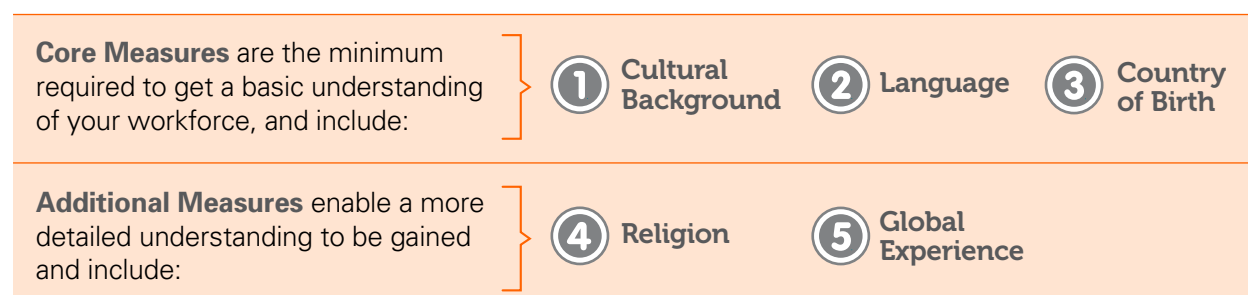 Core Measures are the minimum
required to get a basic understanding
of your workforce, and include:
1 Cultural
Background
2 Language
3 Country
of Birth
Additional Measures enable a more
detailed understanding to be gained
and include:
4 Religion
5 Global
Experience